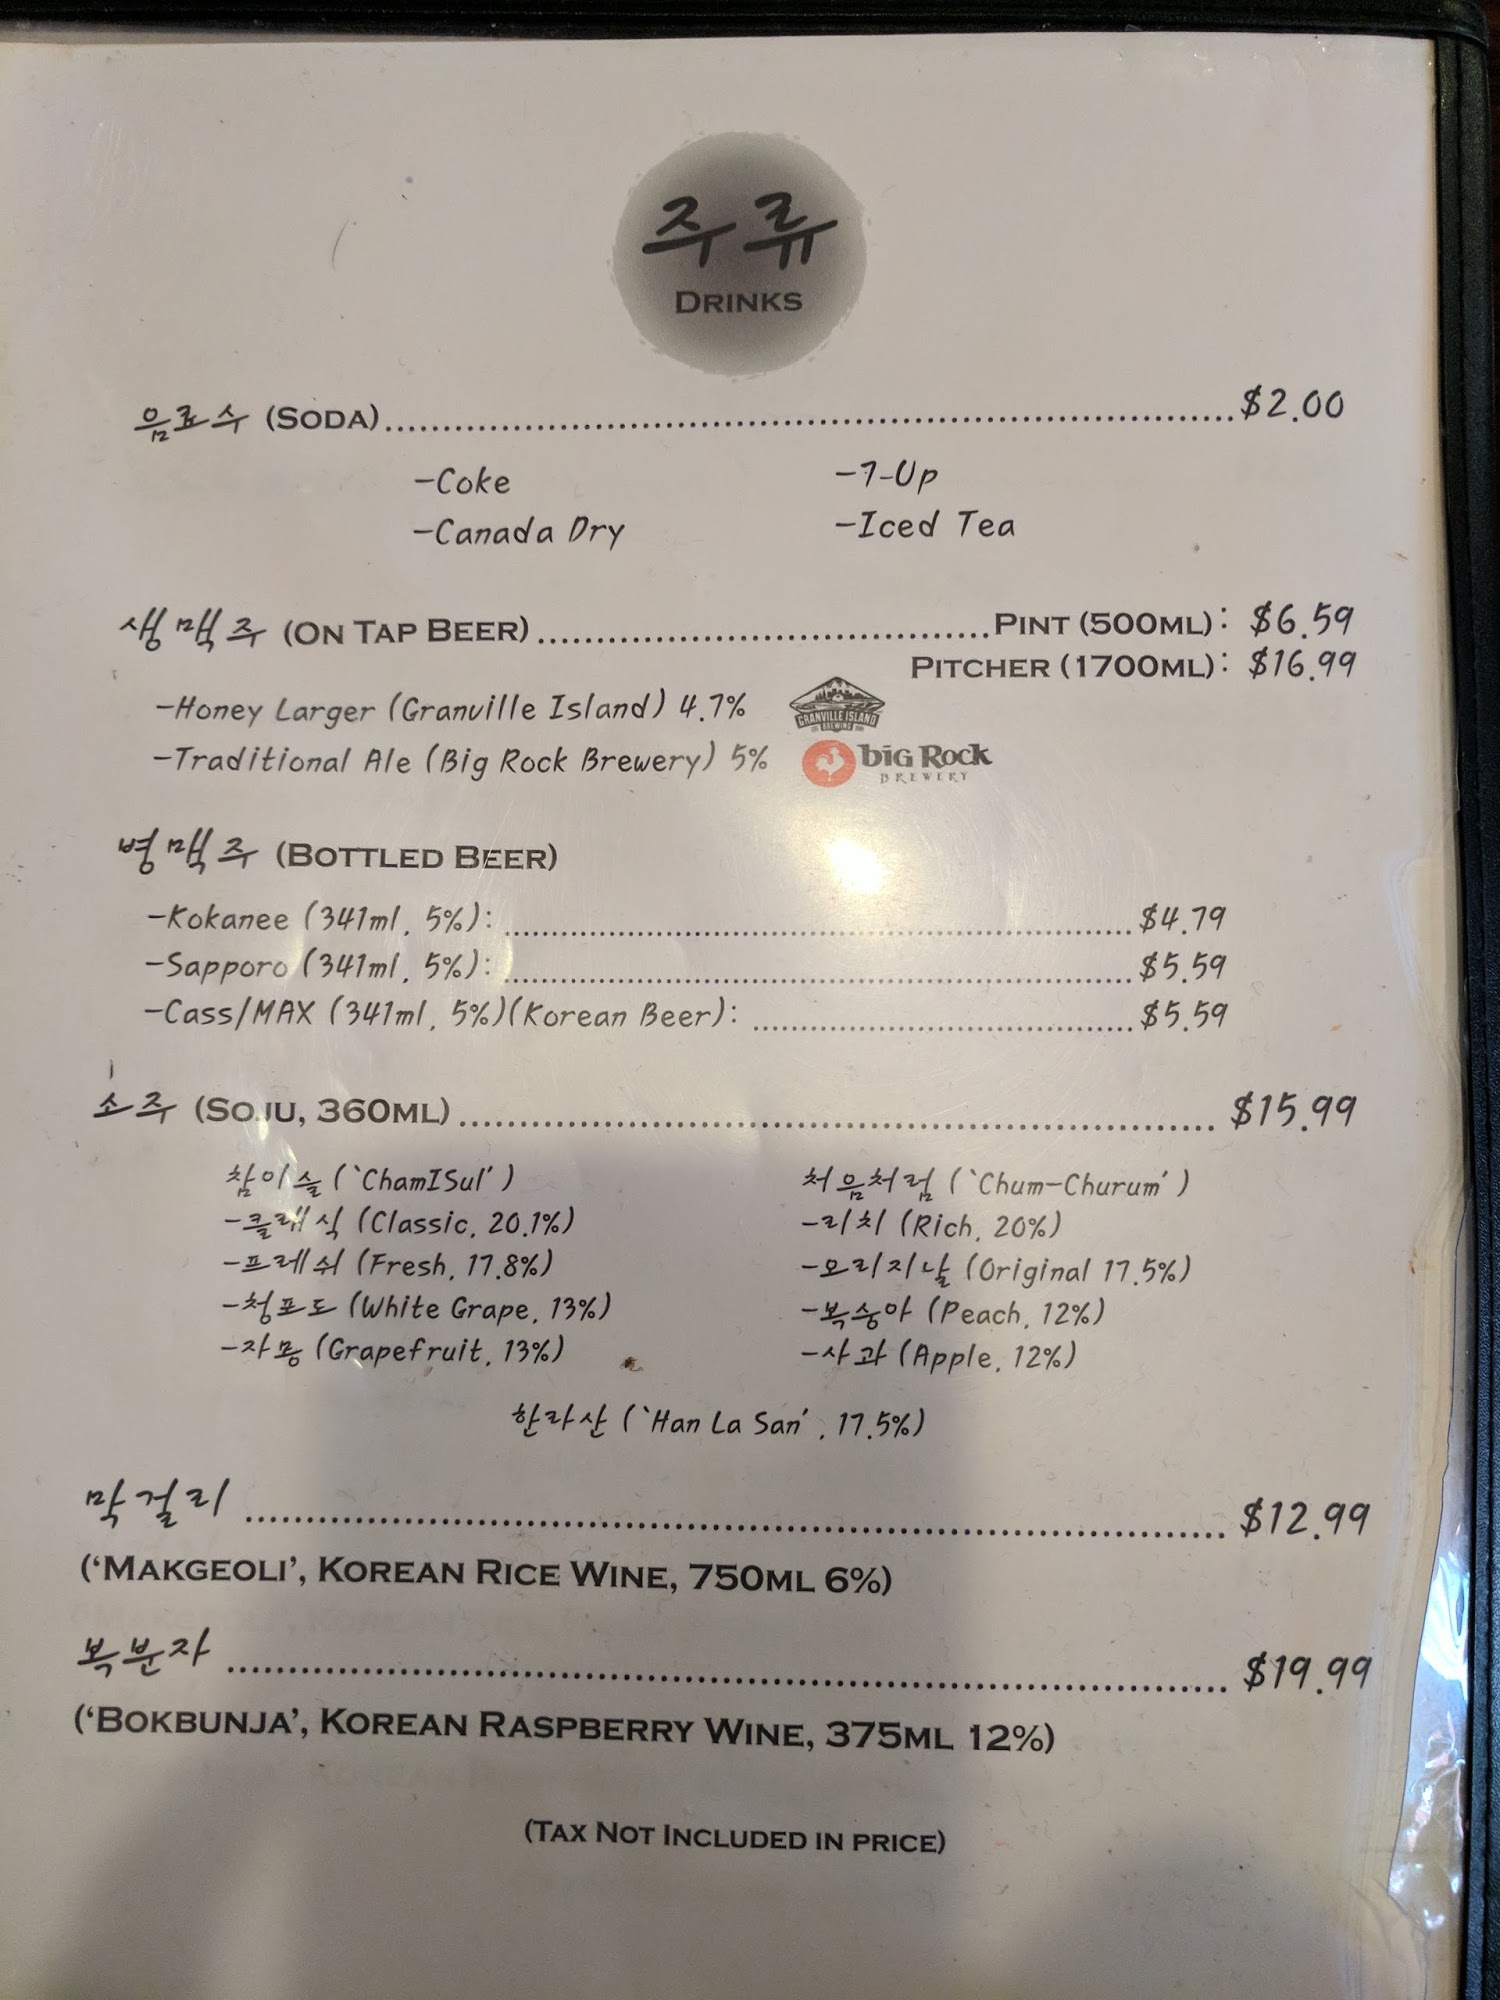 주류
DRINKS
음료수 (SODA)..........$2.00
-Coke -7-Up
-Canada Dry -Iced Tea
생맥주 (ON TAP BEER)..........PINT (500ML): $6.59
PITCHER (1700ML): $16.99
-Honey Larger (Granville Island) 4.7% GRANVILLE ISLAND BREWING
-Traditional Ale (Big Rock Brewery) 5% big Rock BREWERY
병맥주 (BOTTLED BEER)
-Kokanee (341ml, 5%):..........$4.79
-Sapporo (341ml, 5%):..........$5.59
-Cass/MAX (341ml, 5%)(Korean Beer):..........$5.59
소주 (SOJU, 360ML)..........$15.99
참이슬 (`ChamISul') 처음처럼 (`Chum-Churum')
-클래식 (Classic, 20.1%) -리치 (Rich, 20%)
-프레쉬 (Fresh, 17.8%) -오리지날 (Original 17.5%)
-청포도 (White Grape, 13%) -복숭아 (Peach, 12%)
-자몽 (Grapefruit, 13%) -사과 (Apple, 12%)
한라산 (`Han La San', 17.5%)
막걸리..........$12.99
('MAKGEOLI', KOREAN RICE WINE, 750ML 6%)
복분자..........$19.99
('BOKBUNJA', KOREAN RASPBERRY WINE, 375ML 12%)
(TAX NOT INCLUDED IN PRICE)